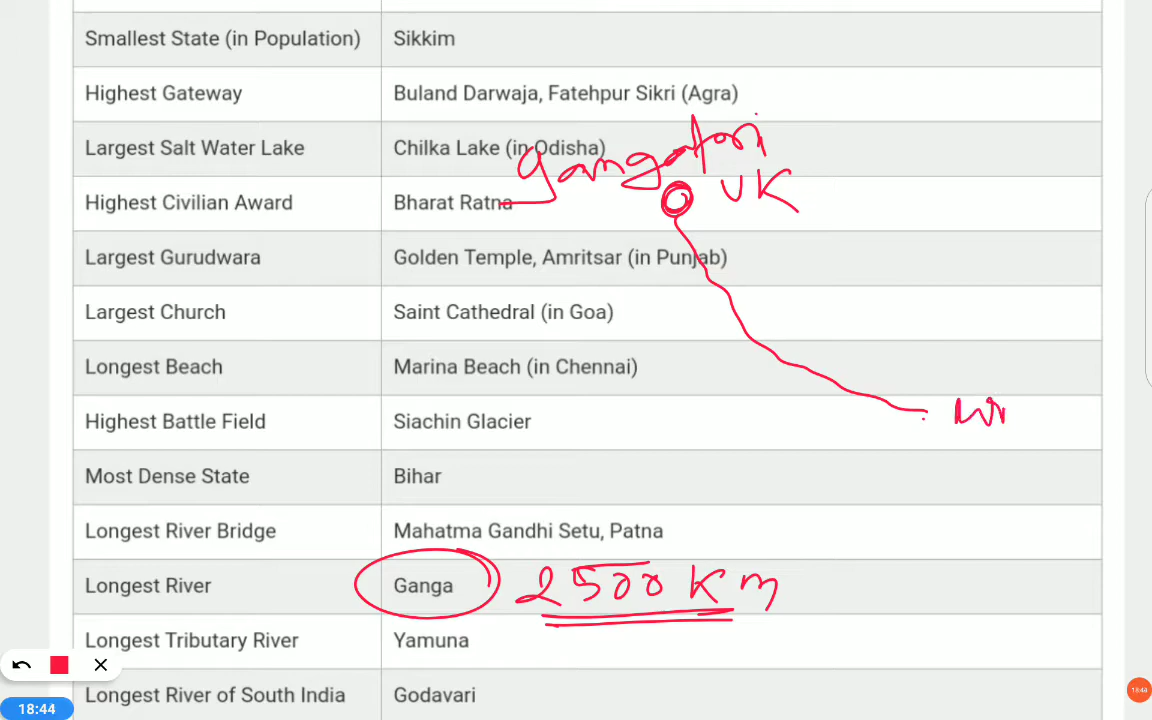 Smallest State (in Population) Sikkim
Highest Gateway Buland Darwaja, Fatehpur Sikri (Agra)
Largest Salt Water Lake Chilka Lake (in Odisha)
gangotri
UK
Highest Civilian Award Bharat Ratna
Largest Gurudwara Golden Temple, Amritsar (in Punjab)
Largest Church Saint Cathedral (in Goa)
Longest Beach Marina Beach (in Chennai)
Highest Battle Field Siachin Glacier
Most Dense State Bihar
Longest River Bridge Mahatma Gandhi Setu, Patna
Longest River Ganga 2500 Km
Longest Tributary River Yamuna
Longest River of South India Godavari
18:44
18:44